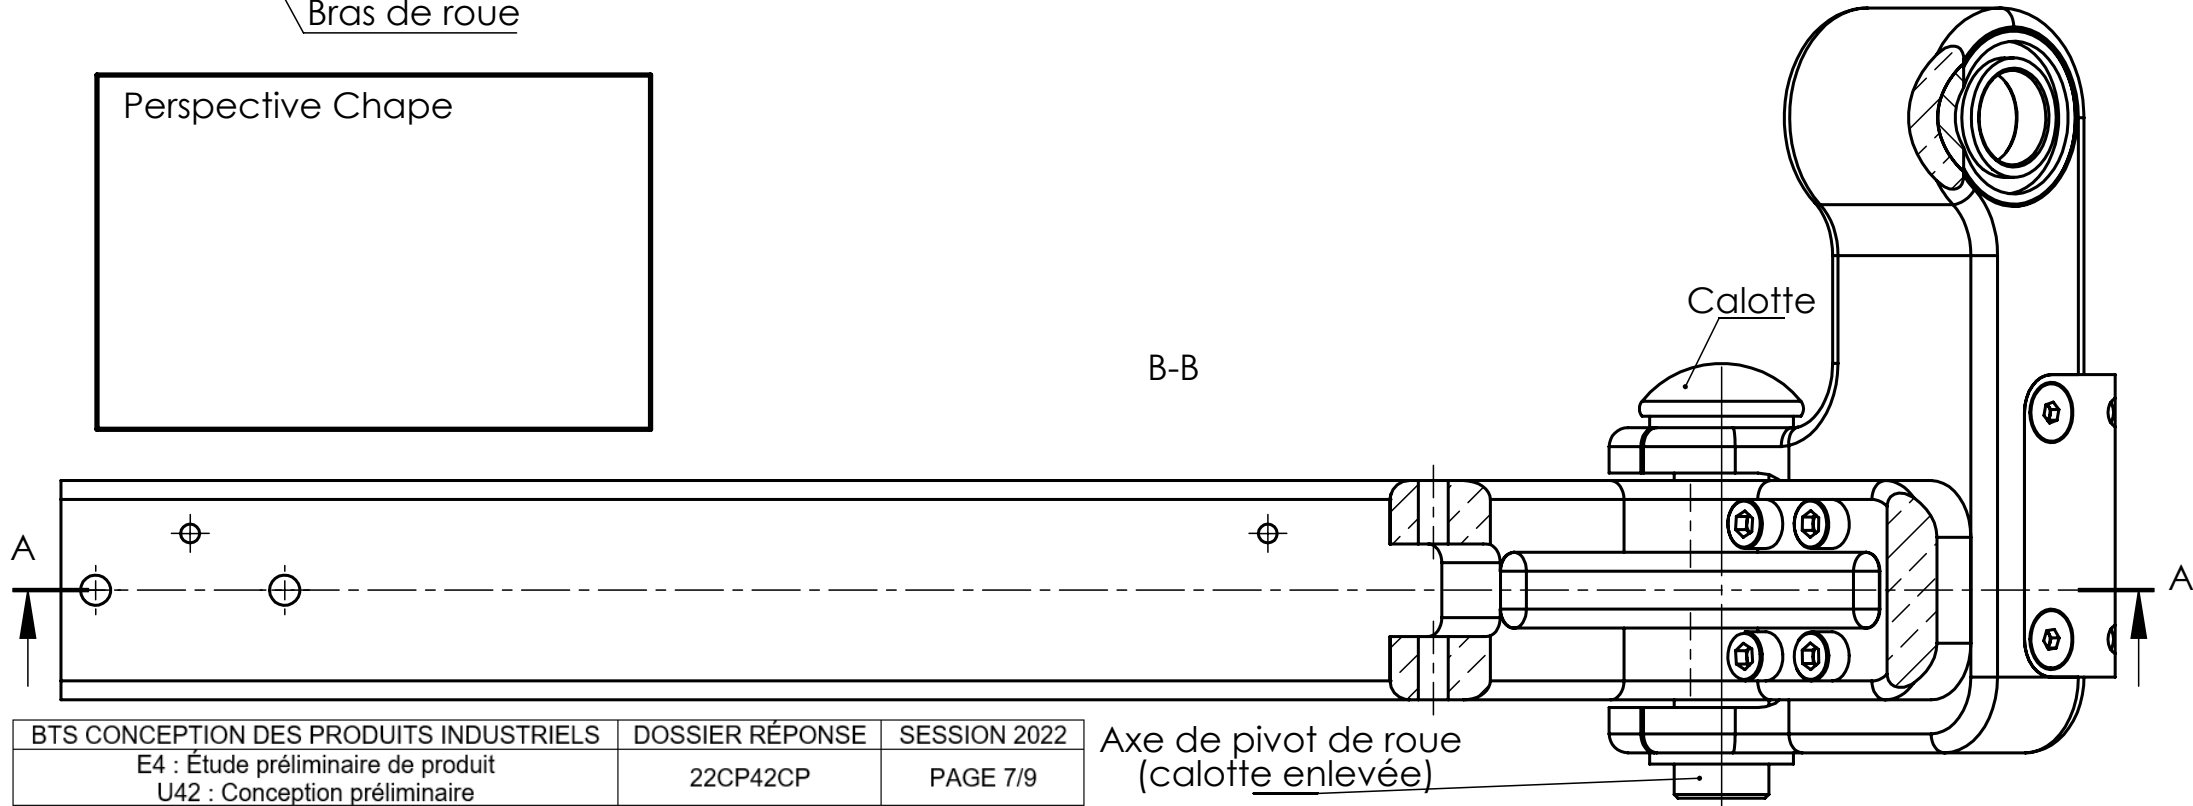 Bras de roue
Perspective Chape
Calotte
B-B
A
A
BTS CONCEPTION DES PRODUITS INDUSTRIELS
DOSSIER RÉPONSE
SESSION 2022
E4 : Étude préliminaire de produit
U42 : Conception préliminaire
22CP42CP
PAGE 7/9
Axe de pivot de roue
(calotte enlevée)